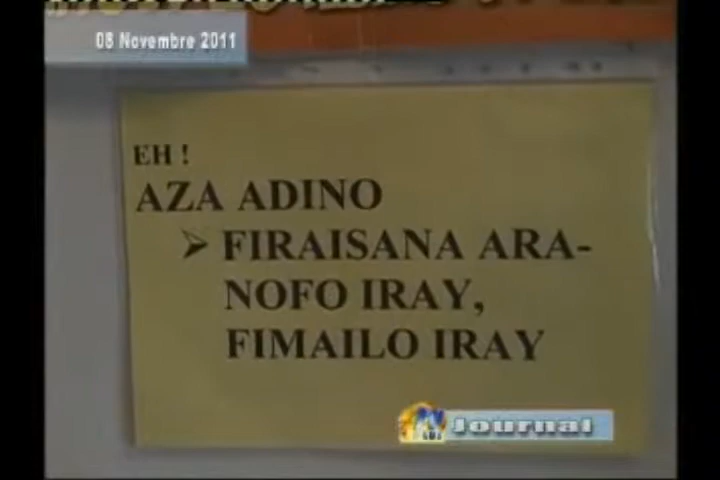 08 Novembre 2011
EH !
AZA ADINO
➢ FIRAISANA ARA-
NOFO IRAY,
FIMAILO IRAY
Journal